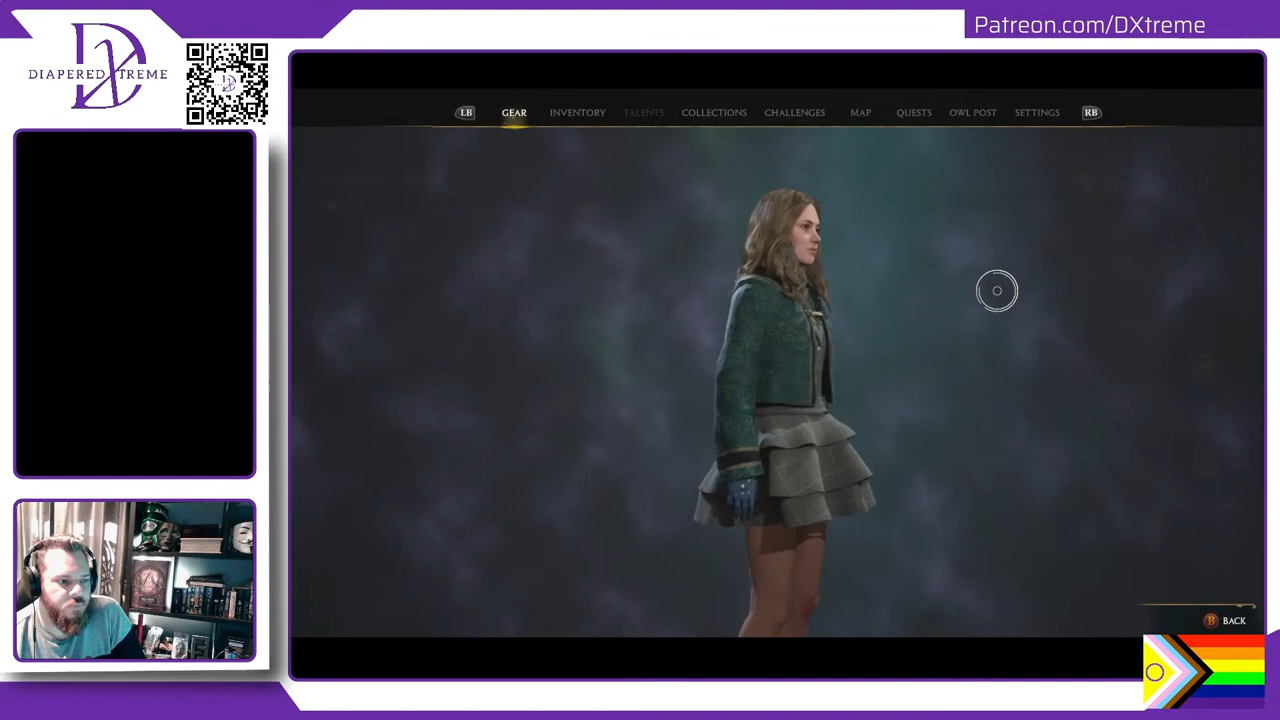 Patreon.com/DXtreme
DIAPERED XTREME
LB GEAR INVENTORY TALENTS COLLECTIONS CHALLENGES MAP QUESTS OWL POST SETTINGS RB
B BACK